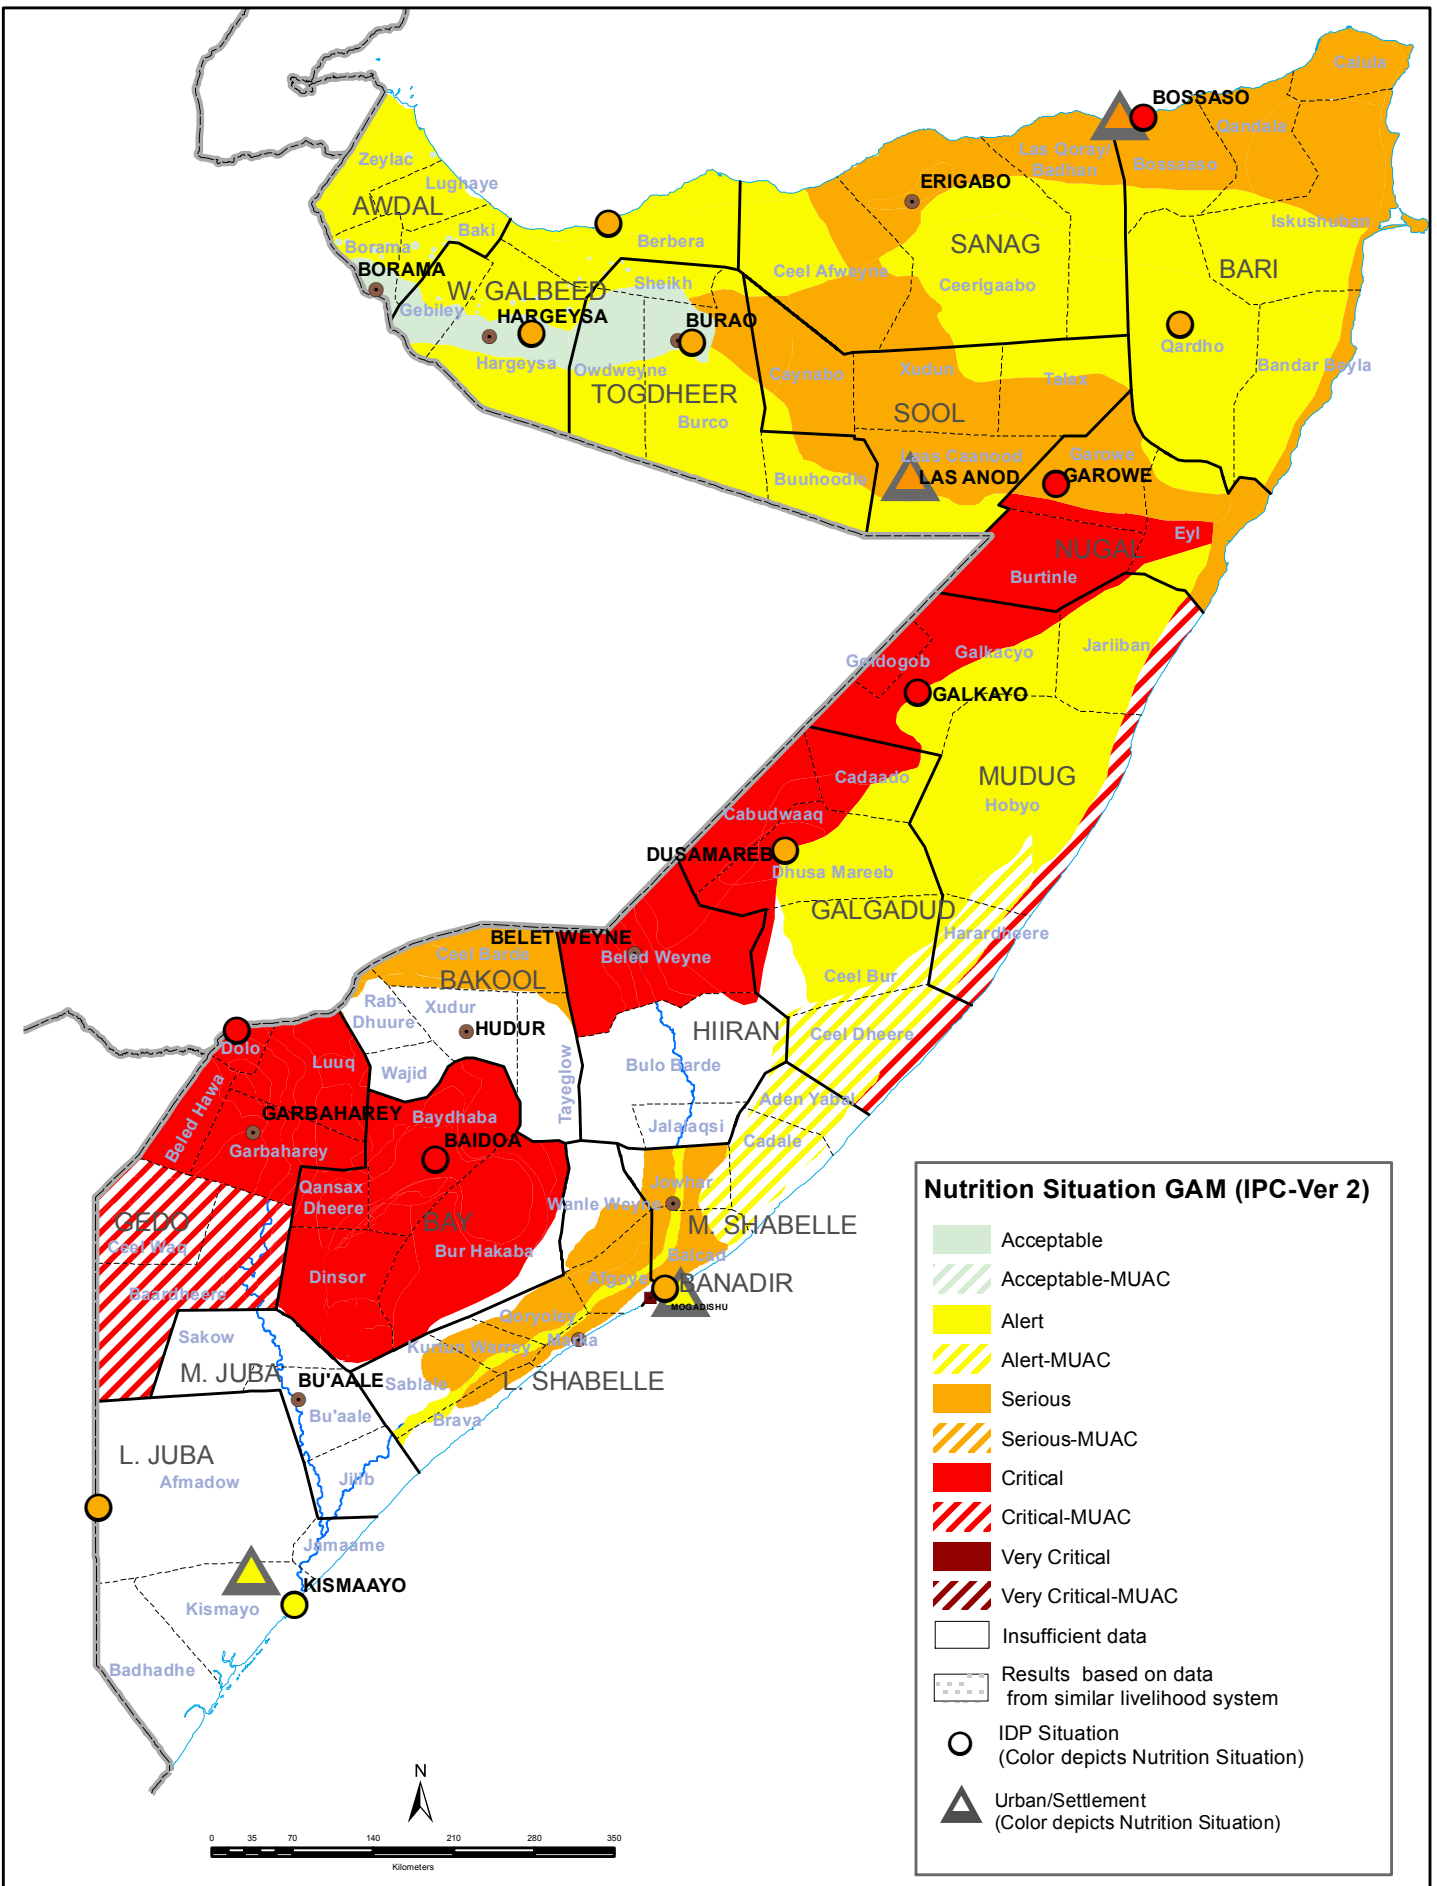 Calula
BOSSASO
Qandala
Las Qoray/
Badhan
Bossaaso
Zeylac
Lughaye
ERIGABO
AWDAL
Iskushuban
Baki
Borama
Berbera
SANAG
BORAMA
Ceel Afweyne
BARI
Sheikh
Ceerigaabo
W. GALBEED
Gebiley
HARGEYSA
BURAO
Qardho
Hargeysa
Owdweyne
Caynabo
Xudun
Talex
Bandar Beyla
TOGDHEER
SOOL
Burco
Laas Caanood
Garowe
Buuhoodle
LAS ANOD
GAROWE
Eyl
NUGAL
Burtinle
Jariiban
Galkacyo
Goldogob
GALKAYO
MUDUG
Cadaado
Hobyo
Cabudwaaq
DUSAMAREB
Dhusa Mareeb
GALGADUD
Harardheere
BELET WEYNE
Ceel Barde
Beled Weyne
BAKOOL
Ceel Bur
Rab-
Dhuure
Xudur
HUDUR
HIIRAN
Ceel Dheere
Dolo
Luuq
Wajid
Tayeglow
Bulo Barde
Beled Hawa
GARBAHAREY
Baydhaba
Jalalaqsi
Aden Yabal
Garbaharey
BAIDOA
Cadale
Qansax
Dheere
Wanle Weyne
Jowhar
GEDO
BAY
M. SHABELLE
Ceel Waq
Bur Hakaba
Balcad
Dinsor
Afgoye
BANADIR
Baardheere
MOGADISHU
Qoryoley
Sakow
Kurtun Warrey
Marka
M. JUBA
BU'AALE
Sablale
L. SHABELLE
Bu'aale
Brava
L. JUBA
Afmadow
Jilib
Jamaame
KISMAAYO
Kismayo
Badhadhe
Nutrition Situation GAM (IPC-Ver 2)
Acceptable
Acceptable-MUAC
Alert
Alert-MUAC
Serious
Serious-MUAC
Critical
Critical-MUAC
Very Critical
Very Critical-MUAC
Insufficient data
Results based on data
from similar livelihood system
IDP Situation
(Color depicts Nutrition Situation)
Urban/Settlement
(Color depicts Nutrition Situation)
N
0 35 70 140 210 280 350
Kilometers